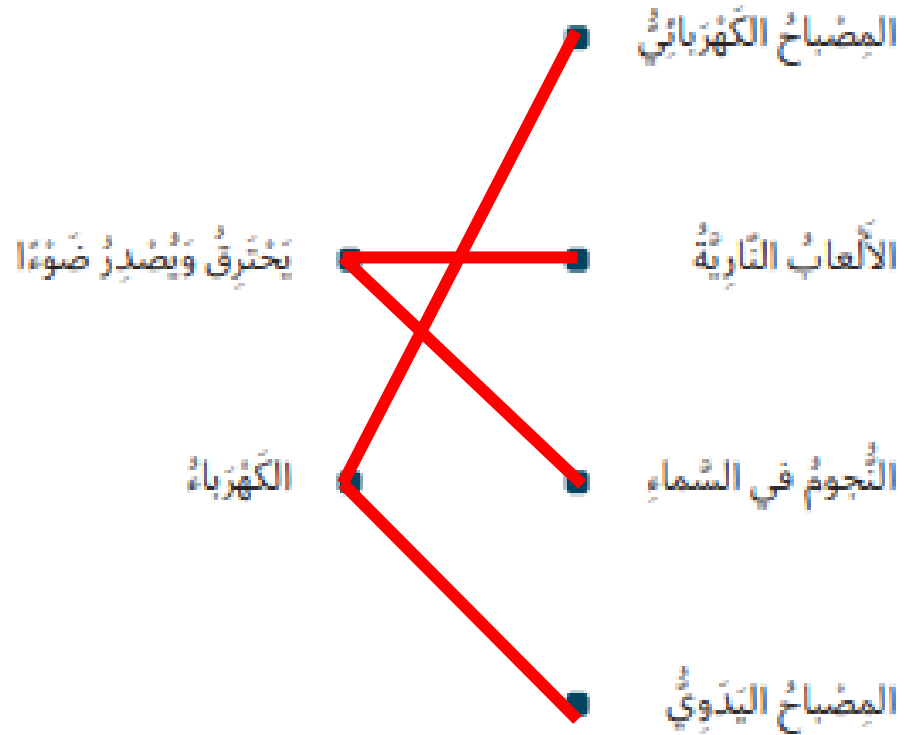 المِصْباحُ الكَهْرَبائِيُّ
الأَلْعابُ النّارِيَّةُ
يَحْتَرِقُ وَيُصْدِرُ ضَوْءًا
النُّجومُ في السَّماءِ
الكَهْرَباءُ
المِصْباحُ اليَدَوِيُّ